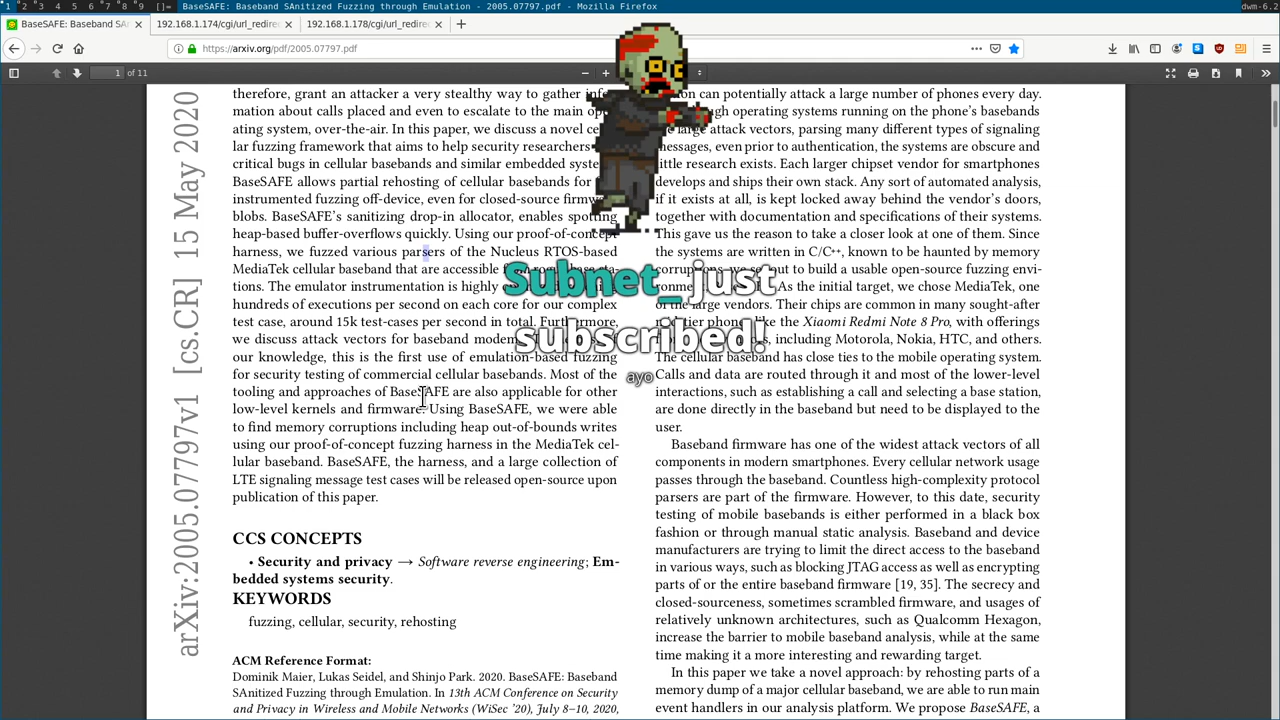 1 2 3 4 5 6 7 8 9 []= BaseSAFE: Baseband SAnitized Fuzzing through Emulation - 2005.07797.pdf - Mozilla Firefox dwm-6.2
BaseSAFE: Baseband SA 192.168.1.174/cgi/url_redire 192.168.1.178/cgi/url_redire
https://arxiv.org/pdf/2005.07797.pdf
1 of 11
arXiv:2005.07797v1 [cs.CR] 15 May 2020
therefore, grant an attacker a very stealthy way to gather
mation about calls placed and even to escalate to the main
ating system, over-the-air. In this paper, we discuss a novel
lar fuzzing framework that aims to help security researchers
critical bugs in cellular basebands and similar embedded
BaseSAFE allows partial rehosting of cellular basebands for
instrumented fuzzing off-device, even for closed-source
blobs. BaseSAFE's sanitizing drop-in allocator, enables spotting
heap-based buffer-overflows quickly. Using our proof-of-concept
harness, we fuzzed various parsers of the Nucleus RTOS-based
MediaTek cellular baseband that are accessible
tions. The emulator instrumentation is highly
hundreds of executions per second on each core for our complex
test case, around 15k test-cases per second in total. Furthermore,
we discuss attack vectors for baseband
our knowledge, this is the first use of emulation-based fuzzing
for security testing of commercial cellular basebands. Most of the
tooling and approaches of BaseSAFE are also applicable for other
low-level kernels and firmware. Using BaseSAFE, we were able
to find memory corruptions including heap out-of-bounds writes
using our proof-of-concept fuzzing harness in the MediaTek cel-
lular baseband. BaseSAFE, the harness, and a large collection of
LTE signaling message test cases will be released open-source upon
publication of this paper.
CCS CONCEPTS
• Security and privacy → Software reverse engineering; Em-
bedded systems security.
KEYWORDS
fuzzing, cellular, security, rehosting
ACM Reference Format:
Dominik Maier, Lukas Seidel, and Shinjo Park. 2020. BaseSAFE: Baseband
SAnitized Fuzzing through Emulation. In 13th ACM Conference on Security
and Privacy in Wireless and Mobile Networks (WiSec '20), July 8–10, 2020,
can potentially attack a large number of phones every day.
operating systems running on the phone's basebands
large attack vectors, parsing many different types of signaling
messages, even prior to authentication, the systems are obscure and
little research exists. Each larger chipset vendor for smartphones
develops and ships their own stack. Any sort of automated analysis,
if it exists at all, is kept locked away behind the vendor's doors,
together with documentation and specifications of their systems.
This gave us the reason to take a closer look at one of them. Since
the systems are written in C/C++, known to be haunted by memory
out to build a usable open-source fuzzing envi-
As the initial target, we chose MediaTek, one
of the large vendors. Their chips are common in many sought-after
like the Xiaomi Redmi Note 8 Pro, with offerings
including Motorola, Nokia, HTC, and others.
The cellular baseband has close ties to the mobile operating system.
Calls and data are routed through it and most of the lower-level
interactions, such as establishing a call and selecting a base station,
are done directly in the baseband but need to be displayed to the
user.
Baseband firmware has one of the widest attack vectors of all
components in modern smartphones. Every cellular network usage
passes through the baseband. Countless high-complexity protocol
parsers are part of the firmware. However, to this date, security
testing of mobile basebands is either performed in a black box
fashion or through manual static analysis. Baseband and device
manufacturers are trying to limit the direct access to the baseband
in various ways, such as blocking JTAG access as well as encrypting
parts of or the entire baseband firmware [19, 35]. The secrecy and
closed-sourceness, sometimes scrambled firmware, and usages of
relatively unknown architectures, such as Qualcomm Hexagon,
increase the barrier to mobile baseband analysis, while at the same
time making it a more interesting and rewarding target.
In this paper we take a novel approach: by rehosting parts of a
memory dump of a major cellular baseband, we are able to run main
event handlers in our analysis platform. We propose BaseSAFE, a
Subnet_ just
subscribed!
ayo